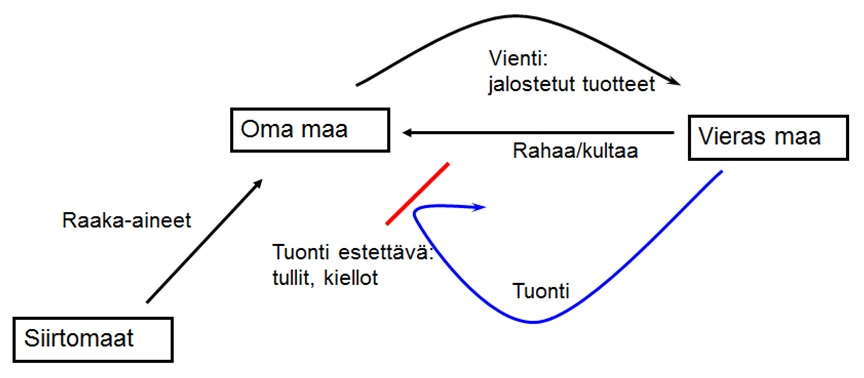 Vienti:
jalostetut tuotteet
Oma maa
Vieras maa
Rahaa/kultaa
Raaka-aineet
Tuonti estettävä:
tullit, kiellot
Tuonti
Siirtomaat